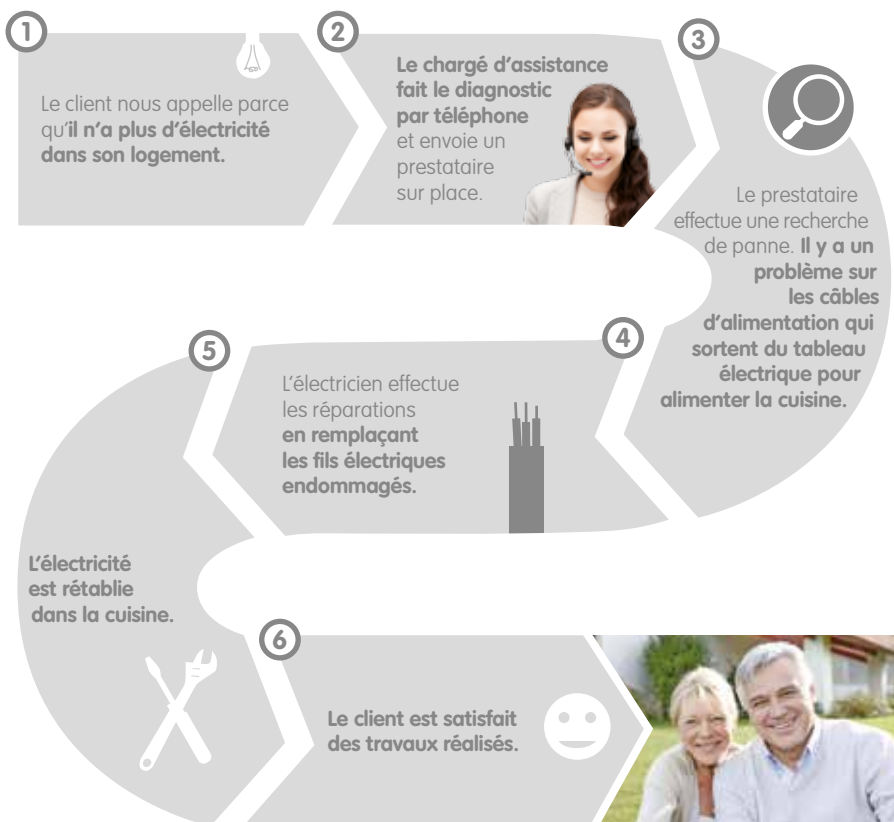 1
Le client nous appelle parce
qu'il n'a plus d'électricité
dans son logement.
2
Le chargé d'assistance
fait le diagnostic
par téléphone
et envoie un
prestataire
sur place.
3
Le prestataire
effectue une recherche
de panne. Il y a un
problème sur
les câbles
d'alimentation qui
sortent du tableau
électrique pour
alimenter la cuisine.
4
L'électricien effectue
les réparations
en remplaçant
les fils électriques
endommagés.
5
L'électricité
est rétablie
dans la cuisine.
6
Le client est satisfait
des travaux réalisés.